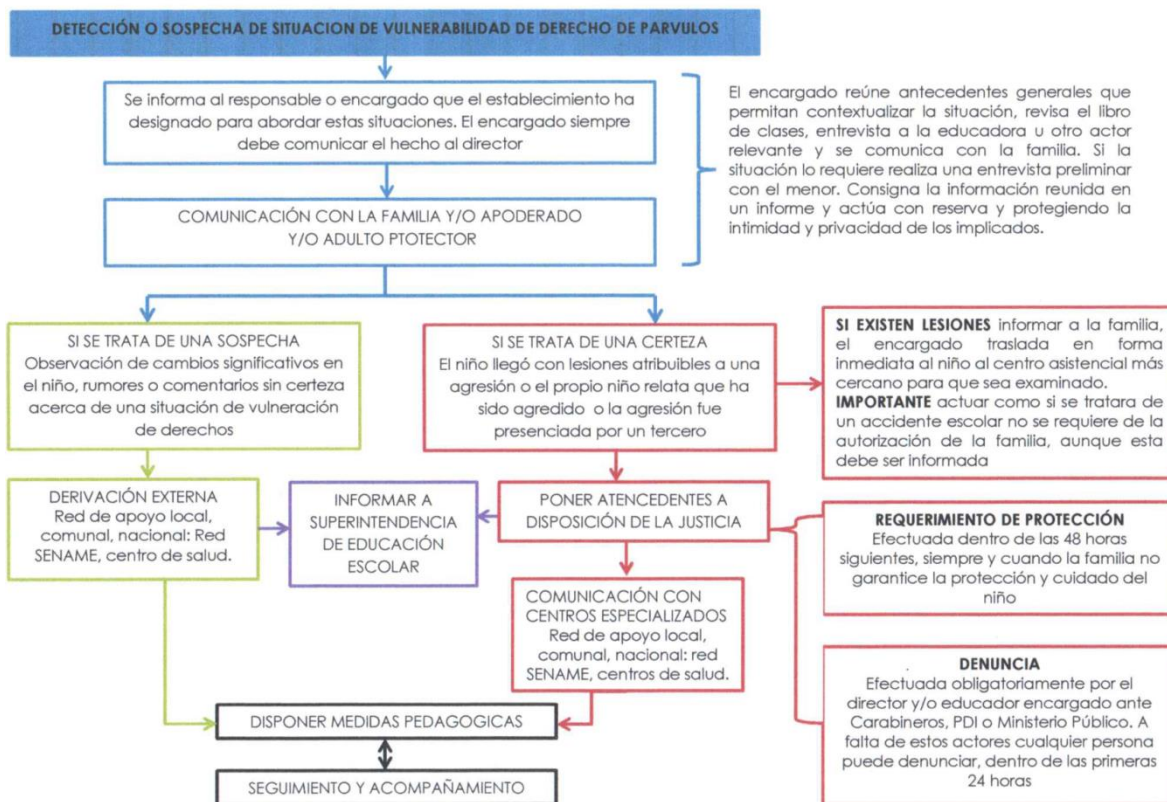 DETECCIÓN O SOSPECHA DE SITUACION DE VULNERABILIDAD DE DERECHO DE PARVULOS
Se informa al responsable o encargado que el establecimiento ha
designado para abordar estas situaciones. El encargado siempre
debe comunicar el hecho al director
El encargado reúne antecedentes generales que
permitan contextualizar la situación, revisa el libro
de clases, entrevista a la educadora u otro actor
relevante y se comunica con la familia. Si la
situación lo requiere realiza una entrevista preliminar
con el menor. Consigna la información reunida en
un informe y actúa con reserva y protegiendo la
intimidad y privacidad de los implicados.
COMUNICACIÓN CON LA FAMILIA Y/O APODERADO
Y/O ADULTO PTOTECTOR
SI SE TRATA DE UNA SOSPECHA
Observación de cambios significativos en
el niño, rumores o comentarios sin certeza
acerca de una situación de vulneración
de derechos
SI SE TRATA DE UNA CERTEZA
El niño llegó con lesiones atribuibles a una
agresión o el propio niño relata que ha
sido agredido o la agresión fue
presenciada por un tercero
SI EXISTEN LESIONES informar a la familia,
el encargado traslada en forma
inmediata al niño al centro asistencial más
cercano para que sea examinado.
IMPORTANTE actuar como si se tratara de
un accidente escolar no se requiere de la
autorización de la familia, aunque esta
debe ser informada
DERIVACIÓN EXTERNA
Red de apoyo local,
comunal, nacional: Red
SENAME, centro de salud.
INFORMAR A
SUPERINTENDENCIA
DE EDUCACIÓN
ESCOLAR
PONER ATENCEDENTES A
DISPOSICIÓN DE LA JUSTICIA
REQUERIMIENTO DE PROTECCIÓN
Efectuada dentro de las 48 horas
siguientes, siempre y cuando la familia no
garantice la protección y cuidado del
niño
COMUNICACIÓN CON
CENTROS ESPECIALIZADOS
Red de apoyo local,
comunal, nacional: red
SENAME, centros de salud.
DENUNCIA
Efectuada obligatoriamente por el
director y/o educador encargado ante
Carabineros, PDI o Ministerio Público. A
falta de estos actores cualquier persona
puede denunciar, dentro de las primeras
24 horas
DISPONER MEDIDAS PEDAGOGICAS
SEGUIMIENTO Y ACOMPAÑAMIENTO